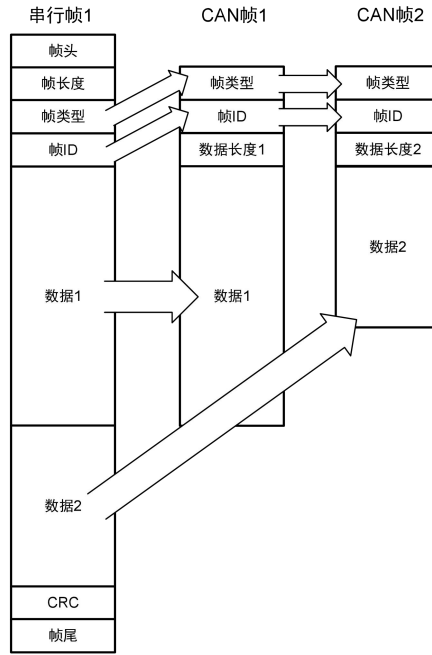 串行帧1
帧头
帧长度
帧类型
帧ID
数据1
数据2
CRC
帧尾
CAN帧1
帧类型
帧ID
数据长度1
数据1
CAN帧2
帧类型
帧ID
数据长度2
数据2